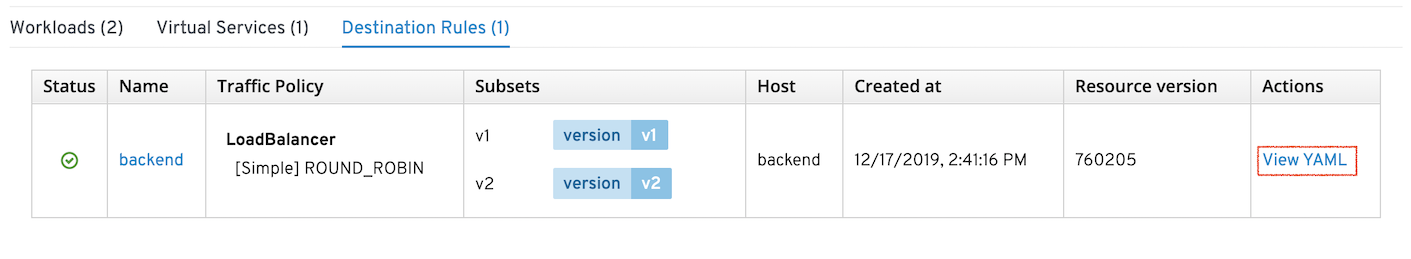 Workloads (2) Virtual Services (1) Destination Rules (1)
Status Name Traffic Policy Subsets Host Created at Resource version Actions
LoadBalancer
v1 version v1
backend [Simple] ROUND_ROBIN backend 12/17/2019, 2:41:16 PM 760205 View YAML
v2 version v2